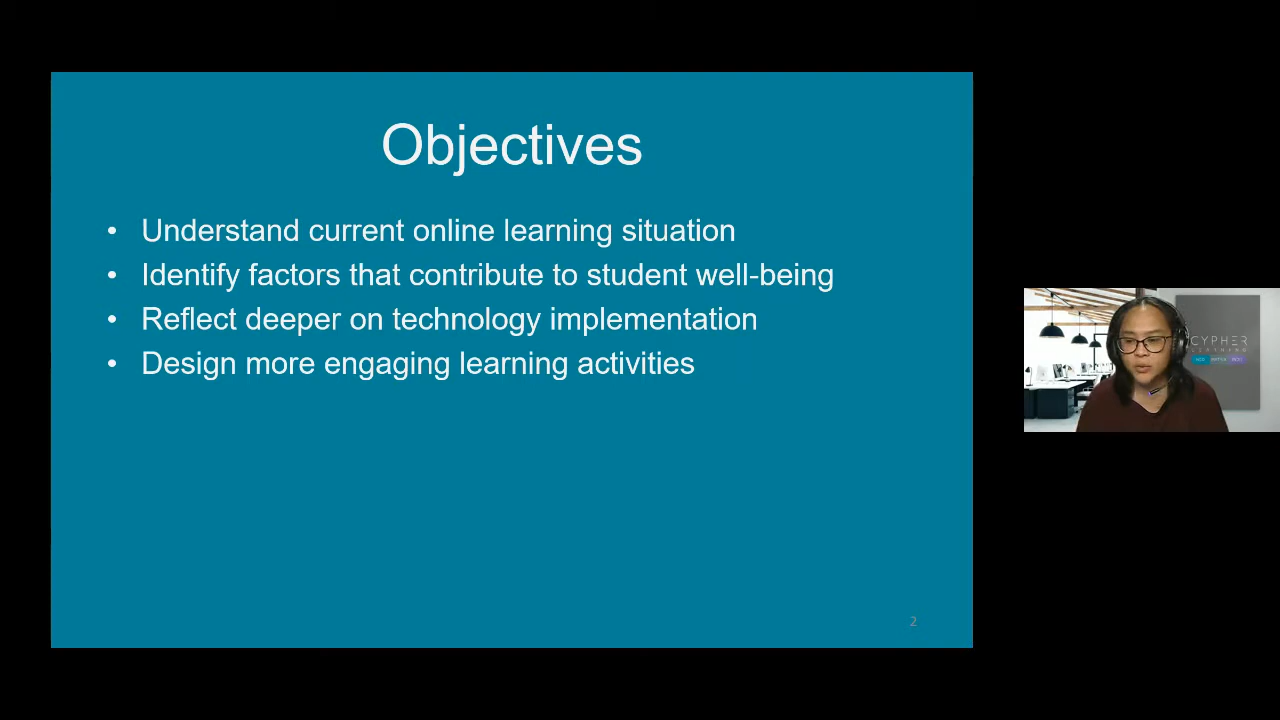 Objectives
• Understand current online learning situation
• Identify factors that contribute to student well-being
• Reflect deeper on technology implementation
• Design more engaging learning activities
2
CYPHER
LEARNING